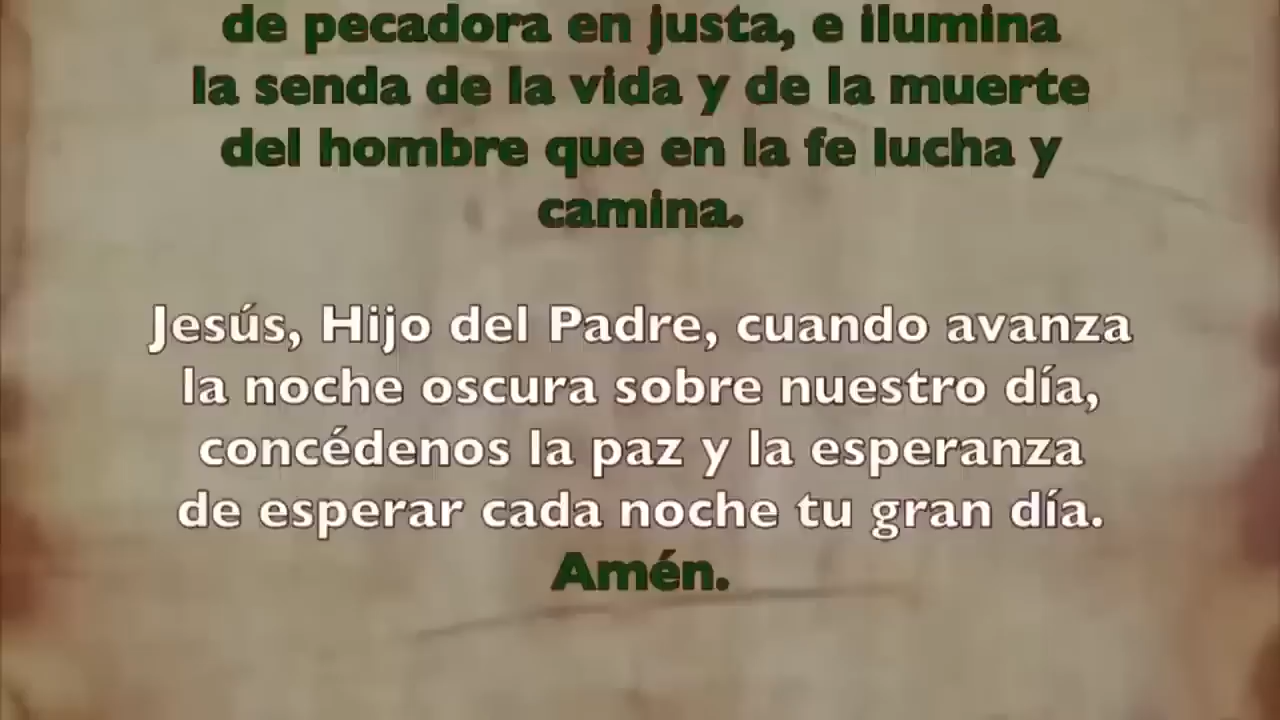 de pecadora en justa, e ilumina
la senda de la vida y de la muerte
del hombre que en la fe lucha y
camina.
Jesús, Hijo del Padre, cuando avanza
la noche oscura sobre nuestro día,
concédenos la paz y la esperanza
de esperar cada noche tu gran día.
Amén.